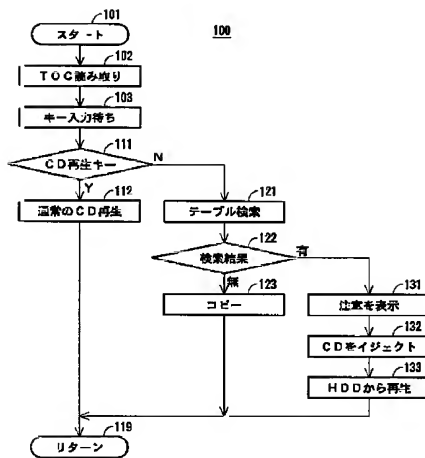 101
スタート
100
102
TOC読み取り
103
キー入力待ち
111
CD再生キー
N
Y
112
通常のCD再生
121
テーブル検索
122
検索結果
有
無
123
コピー
131
注意を表示
132
CDをイジェクト
133
HDDから再生
リターン
119